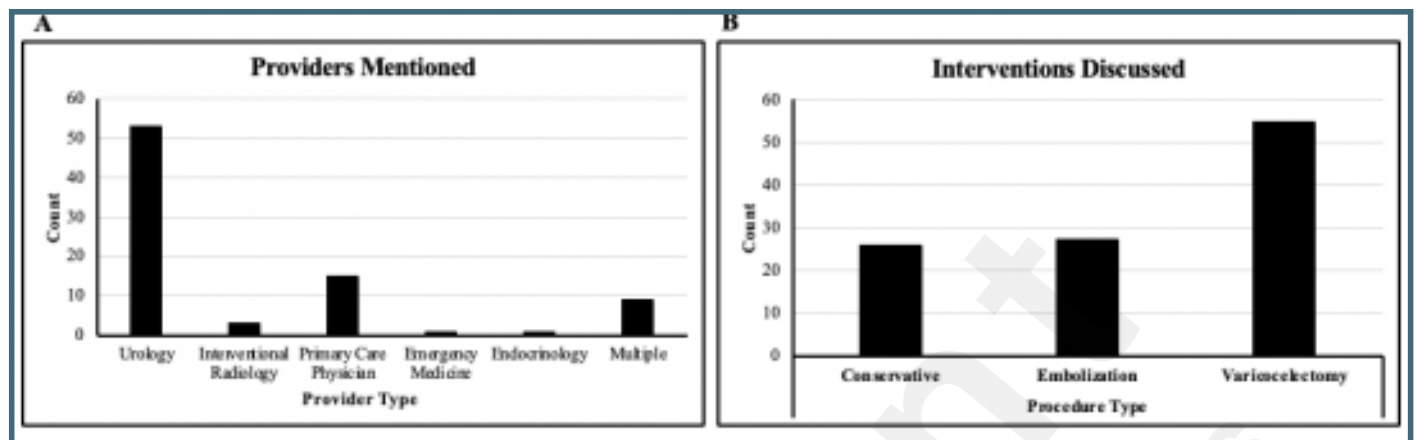 A
Providers Mentioned
60
50
40
30
20
10
0
Count
Urology
Interventional Radiology
Primary Care Physician
Emergency Medicine
Endocrinology
Multiple
Provider Type
B
Interventions Discussed
60
50
40
30
20
10
0
Count
Conservative
Embolization
Varicocelectomy
Procedure Type